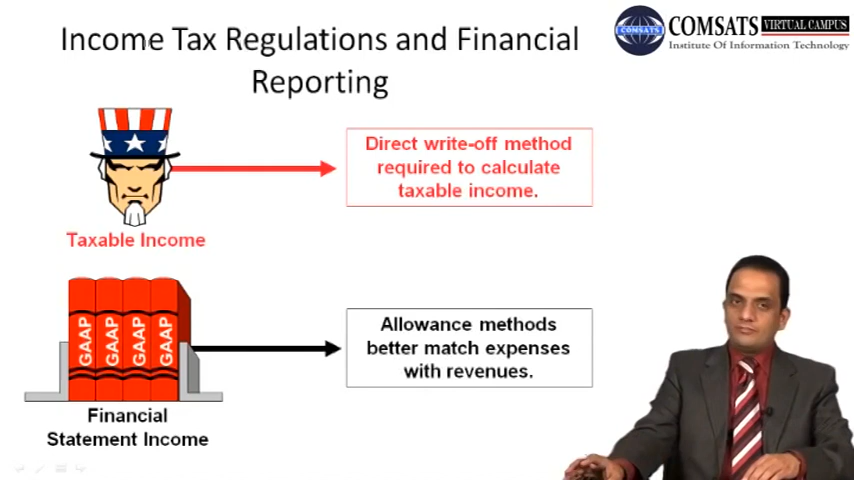 Income Tax Regulations and Financial
Reporting
COMSATS VIRTUAL CAMPUS
Institute Of Information Technology
COMSATS
Direct write-off method
required to calculate
taxable income.
Taxable Income
GAAP GAAP GAAP GAAP
Allowance methods
better match expenses
with revenues.
Financial
Statement Income